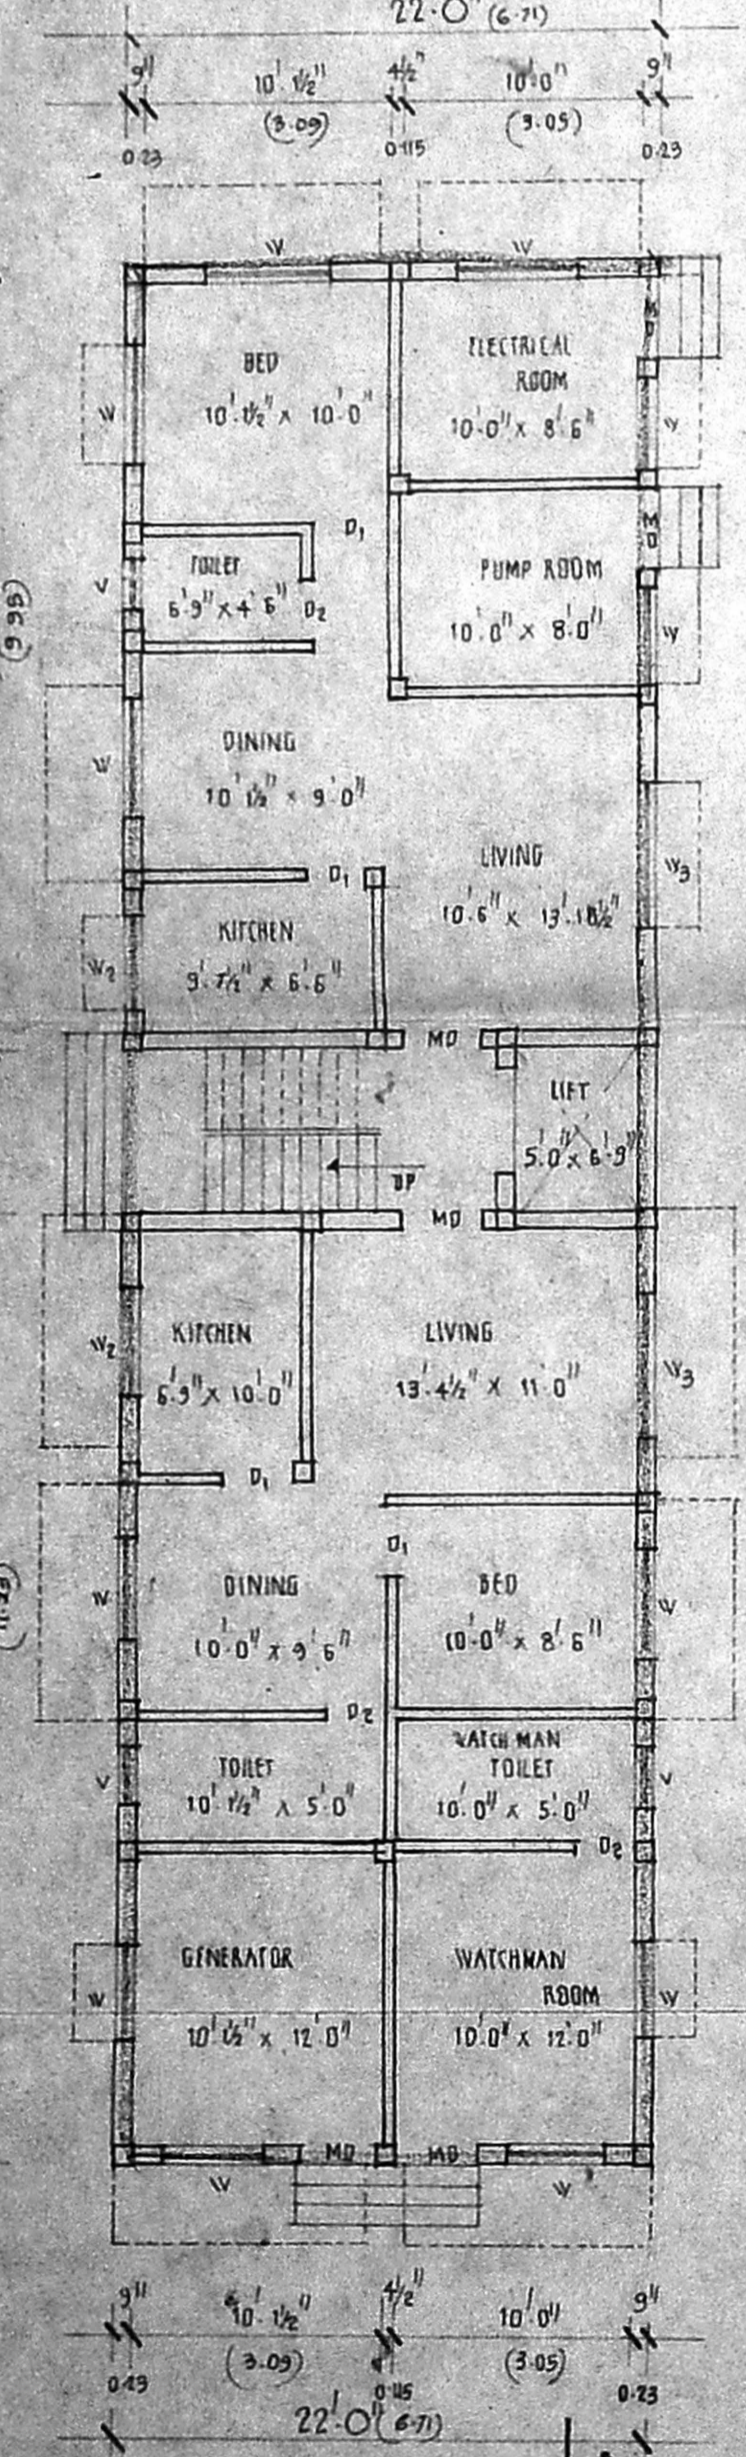 22'-0" (6.71)
9" 10'.1½" 4½" 10'0" 9"
(3.09) (3.05)
0.23 0.115 0.23
W W
BED
10'.1½" x 10'.0"
ELECTRICAL
ROOM
10'.0" x 8'.6"
MD
W W
D1
TOILET
6'9" x 4'6" D2
V
PUMP ROOM
10'.0" x 8'.0"
MD
W
(9.95)
DINING
10'1½" x 9'.0"
W
LIVING
10'.6" x 13'.10½"
W3
D1
KITCHEN
9'.7½" x 6'.6"
W2
MD
LIFT
5'.0" x 6'.9"
UP
MD
KITCHEN
6'.9" x 10'.0"
W2
LIVING
13'.4½" x 11'.0"
W3
D1
D1
DINING
10'.0" x 9'6"
W
BED
10'.0" x 8'.6"
W
D2
TOILET
10'.1½" x 5'.0"
V
WATCH MAN
TOILET
10'.0" x 5'.0"
V
D2
GENERATOR
10'.1½" x 12'.0"
W
WATCHMAN
ROOM
10'.0" x 12'.0"
W
MD MD
W W
9" 10'.1½" 4½" 10'0" 9"
(3.09) (3.05)
0.115 0.23
22'.0" (6.71)